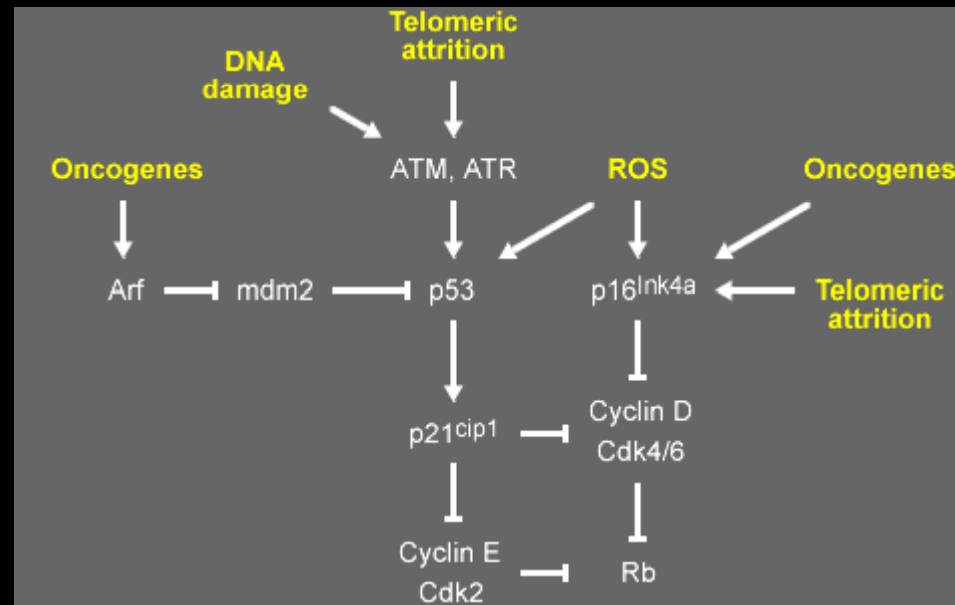 Telomeric
attrition
DNA
damage
Oncogenes
ATM, ATR
ROS
Oncogenes
Arf
mdm2
p53
p16Ink4a
Telomeric
attrition
p21cip1
Cyclin D
Cdk4/6
Cyclin E
Cdk2
Rb